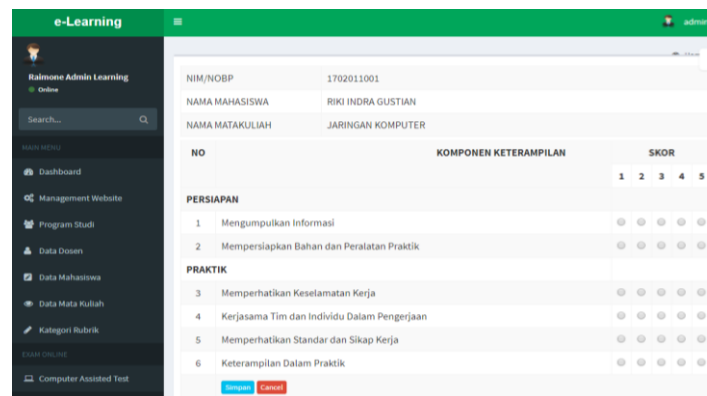 e-Learning
admin
Raimone Admin Learning
Online
Search...
MAIN MENU
Dashboard
Management Website
Program Studi
Data Dosen
Data Mahasiswa
Data Mata Kuliah
Kategori Rubrik
EXAM ONLINE
Computer Assisted Test
NIM/NOBP 1702011001
NAMA MAHASISWA RIKI INDRA GUSTIAN
NAMA MATAKULIAH JARINGAN KOMPUTER
NO KOMPONEN KETERAMPILAN SKOR
1 2 3 4 5
PERSIAPAN
1 Mengumpulkan Informasi
2 Mempersiapkan Bahan dan Peralatan Praktik
PRAKTIK
3 Memperhatikan Keselamatan Kerja
4 Kerjasama Tim dan Individu Dalam Pengerjaan
5 Memperhatikan Standar dan Sikap Kerja
6 Keterampilan Dalam Praktik
Simpan Cancel